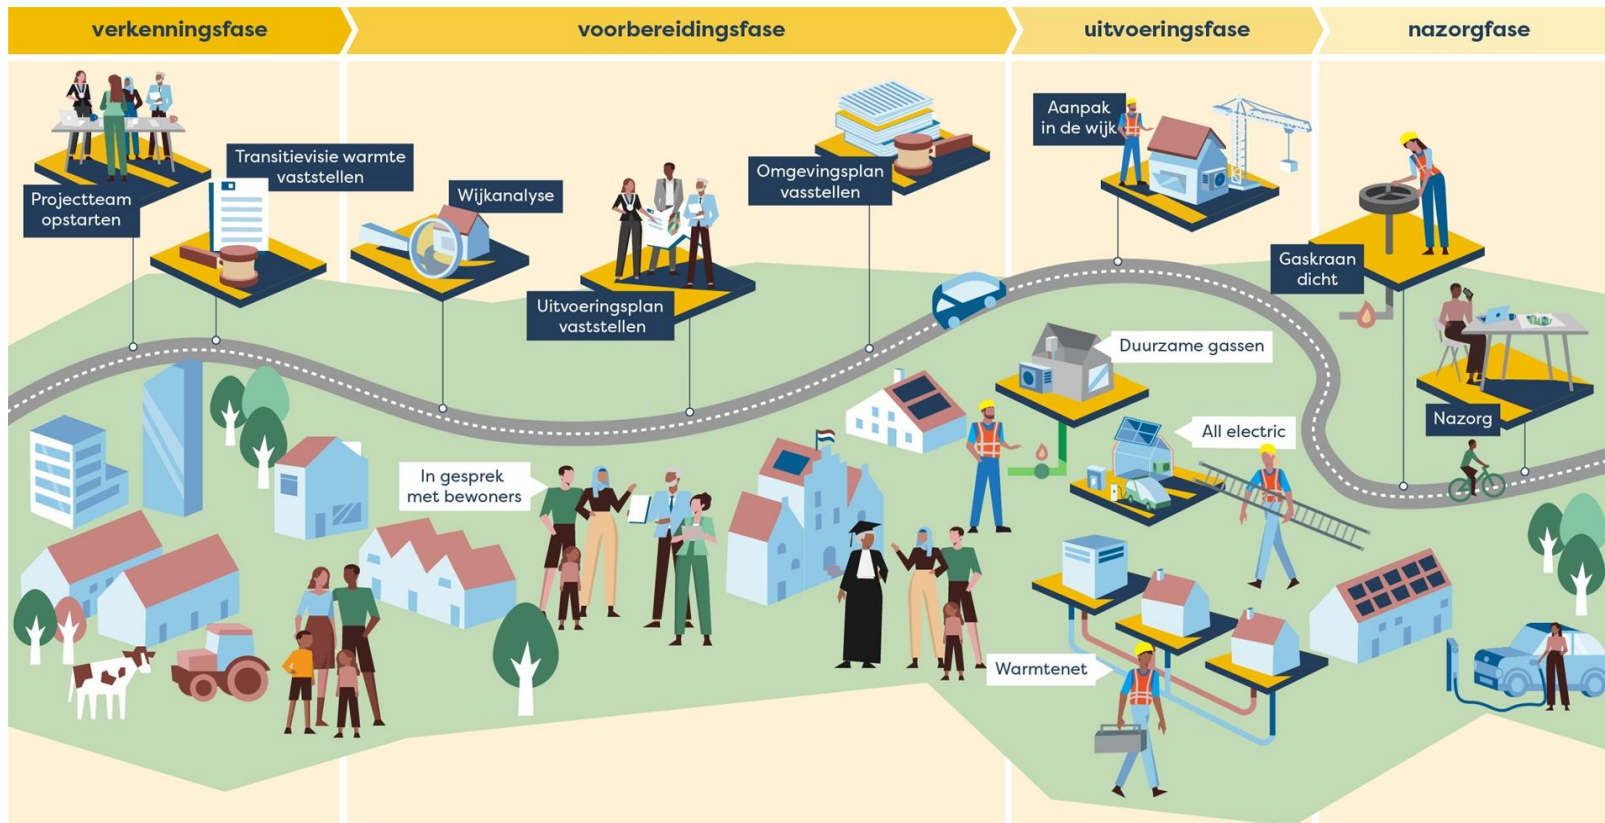 verkenningsfase
voorbereidingsfase
uitvoeringsfase
nazorgfase
Projectteam
opstarten
Transitievisie warmte
vaststellen
Wijkanalyse
Uitvoeringsplan
vaststellen
Omgevingsplan
vasstellen
Aanpak
in de wijk
Gaskraan
dicht
Nazorg
Duurzame gassen
All electric
In gesprek
met bewoners
Warmtenet